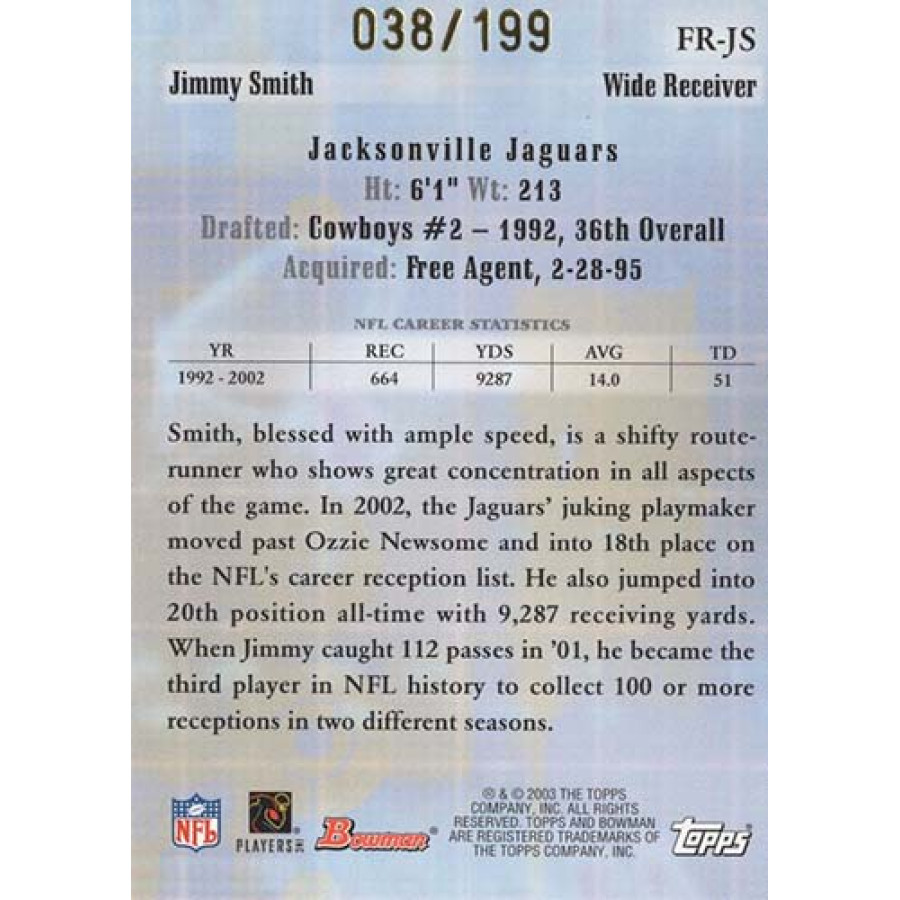 038/199
FR-JS
Jimmy Smith Wide Receiver
Jacksonville Jaguars
Ht: 6'1" Wt: 213
Drafted: Cowboys #2 – 1992, 36th Overall
Acquired: Free Agent, 2-28-95
NFL CAREER STATISTICS
YR REC YDS AVG TD
1992 - 2002 664 9287 14.0 51
Smith, blessed with ample speed, is a shifty route-
runner who shows great concentration in all aspects
of the game. In 2002, the Jaguars' juking playmaker
moved past Ozzie Newsome and into 18th place on
the NFL's career reception list. He also jumped into
20th position all-time with 9,287 receiving yards.
When Jimmy caught 112 passes in '01, he became the
third player in NFL history to collect 100 or more
receptions in two different seasons.
NFL
PLAYERS INC
Bowman®
® & © 2003 THE TOPPS
COMPANY, INC. ALL RIGHTS
RESERVED. TOPPS AND BOWMAN
ARE REGISTERED TRADEMARKS OF
THE TOPPS COMPANY, INC.
Topps®